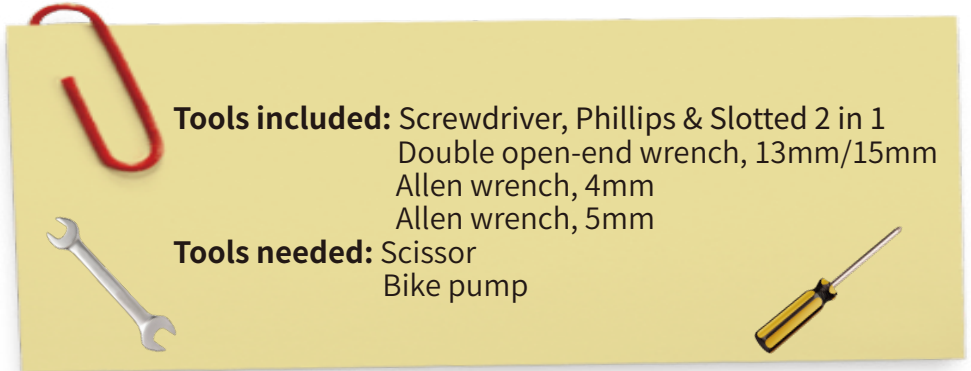 Tools included: Screwdriver, Phillips & Slotted 2 in 1
Double open-end wrench, 13mm/15mm
Allen wrench, 4mm
Allen wrench, 5mm
Tools needed: Scissor
Bike pump